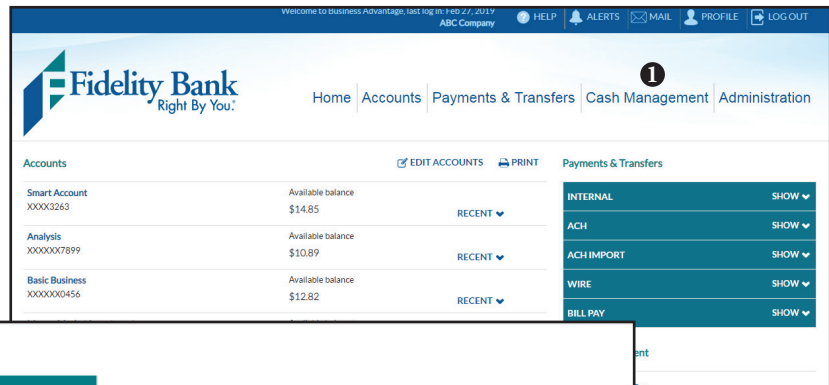 Welcome to Business Advantage, last log in: Feb 27, 2019
ABC Company
HELP ALERTS MAIL PROFILE LOG OUT
1
Fidelity Bank
Right By You.®
Home Accounts Payments & Transfers Cash Management Administration
Accounts EDIT ACCOUNTS PRINT Payments & Transfers
Smart Account Available balance
XXXX3263 $14.85 RECENT
INTERNAL SHOW
Analysis Available balance
XXXXXX7899 $10.89 RECENT
ACH SHOW
ACH IMPORT SHOW
Basic Business Available balance
XXXXXX0456 $12.82 RECENT
WIRE SHOW
BILL PAY SHOW
ent